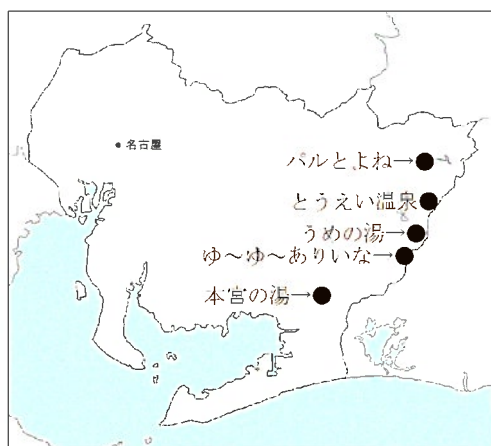 名古屋
パルとよね→
とうえい温泉
うめの湯→
ゆ〜ゆ〜ありいな→
本宮の湯→